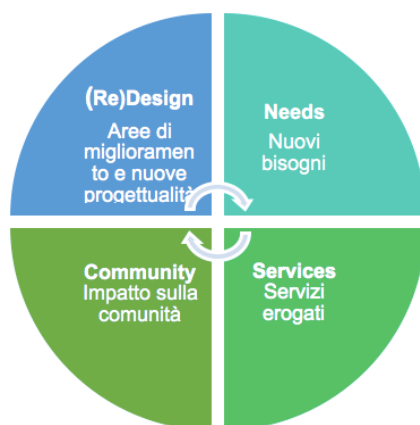 (Re)Design
Aree di
miglioramen
to e nuove
progettualità
Needs
Nuovi
bisogni
Community
Impatto sulla
comunità
Services
Servizi
erogati